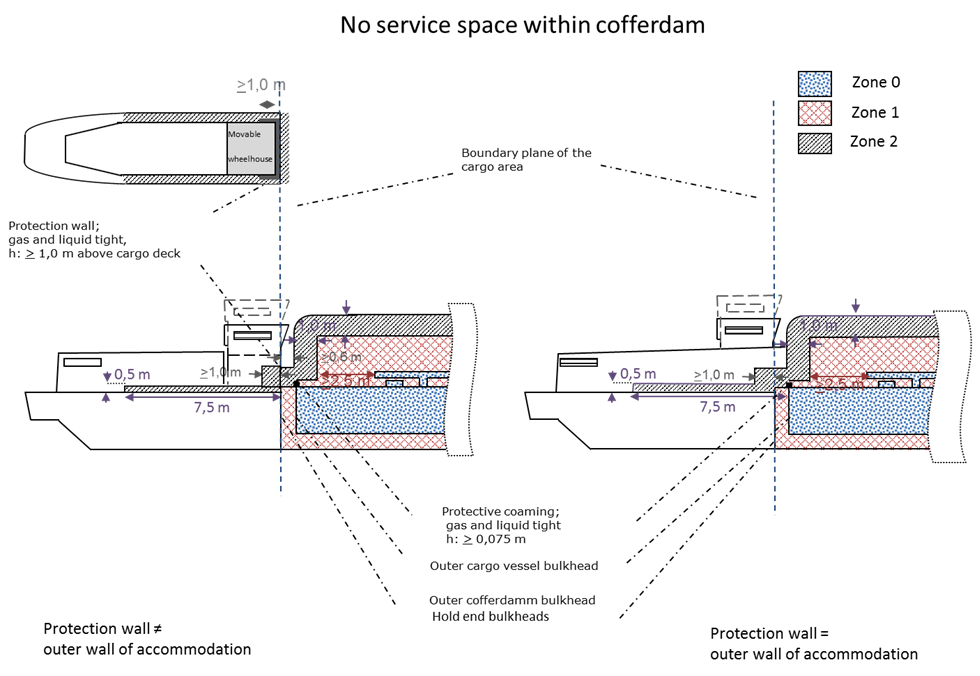 No service space within cofferdam
≥1,0 m
Zone 0
Zone 1
Zone 2
Movable
wheelhouse
Boundary plane of the
cargo area
Protection wall;
gas and liquid tight,
h: ≥ 1,0 m above cargo deck
1,0 m
≥0,6 m
≥1,0 m
≥2,5 m
0,5 m
7,5 m
1,0 m
≥1,0 m
≥2,5 m
0,5 m
7,5 m
Protective coaming;
gas and liquid tight
h: ≥ 0,075 m
Outer cargo vessel bulkhead
Outer cofferdamm bulkhead
Hold end bulkheads
Protection wall ≠
outer wall of accommodation
Protection wall =
outer wall of accommodation